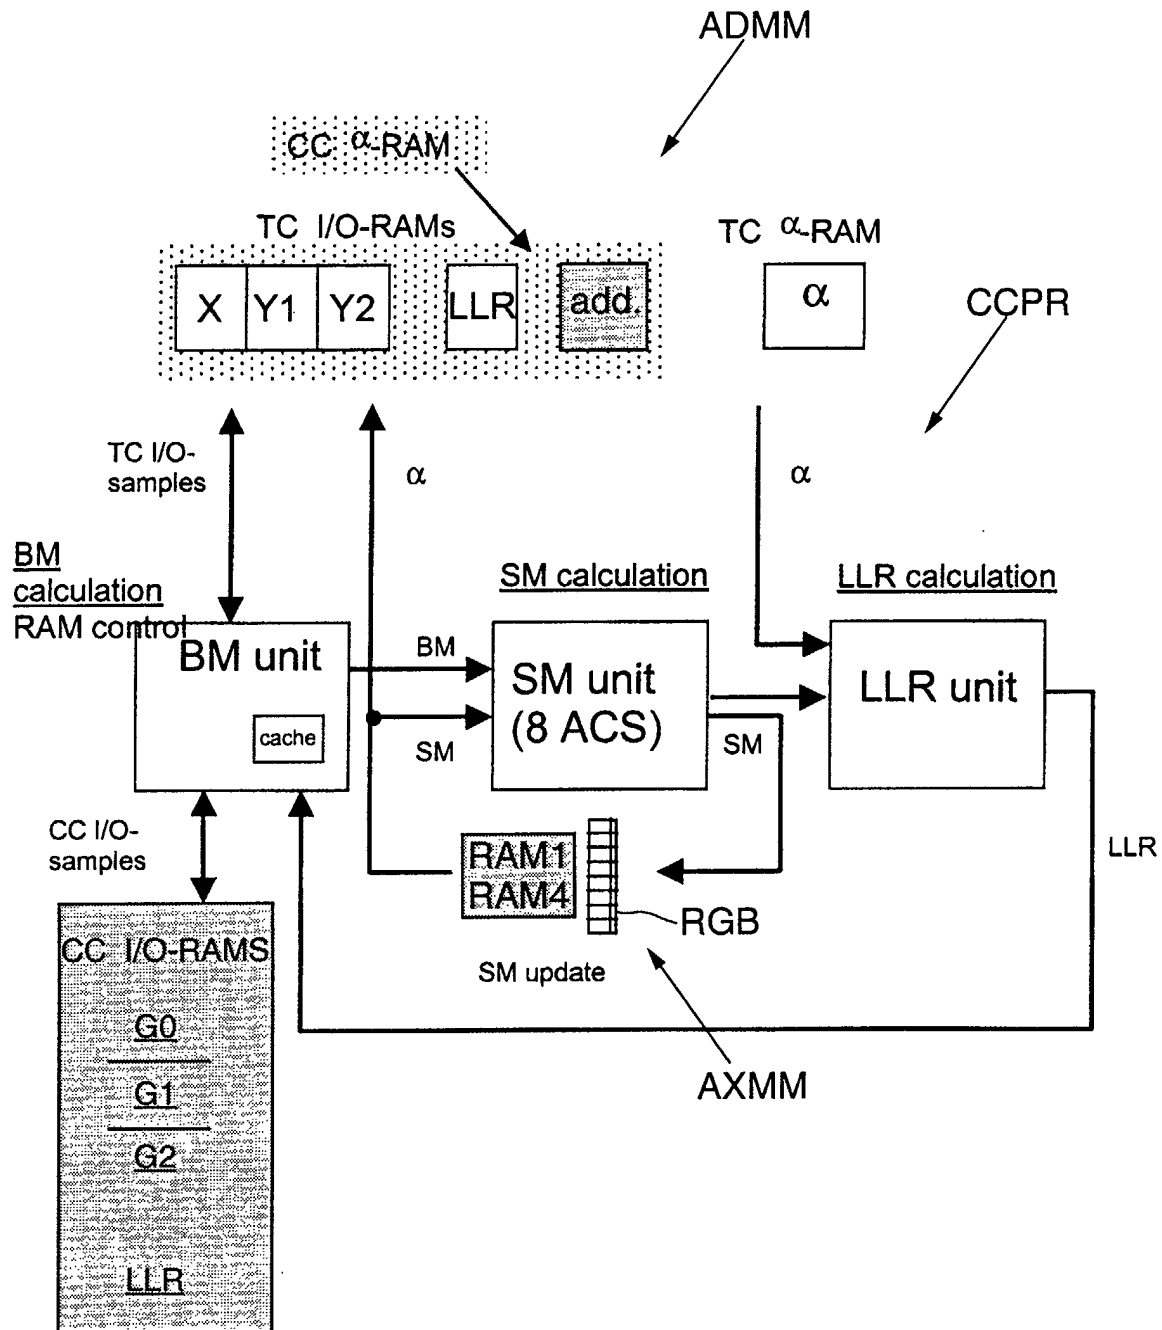 ADMM
CC α-RAM
TC I/O-RAMs
TC α-RAM
X
Y1
Y2
LLR
add.
α
CCPR
TC I/O-
samples
α
α
BM
calculation
RAM control
SM calculation
LLR calculation
BM unit
cache
BM
SM
SM unit
(8 ACS)
SM
LLR unit
CC I/O-
samples
RAM1
RAM4
RGB
LLR
SM update
CC I/O-RAMS
G0
G1
G2
LLR
AXMM